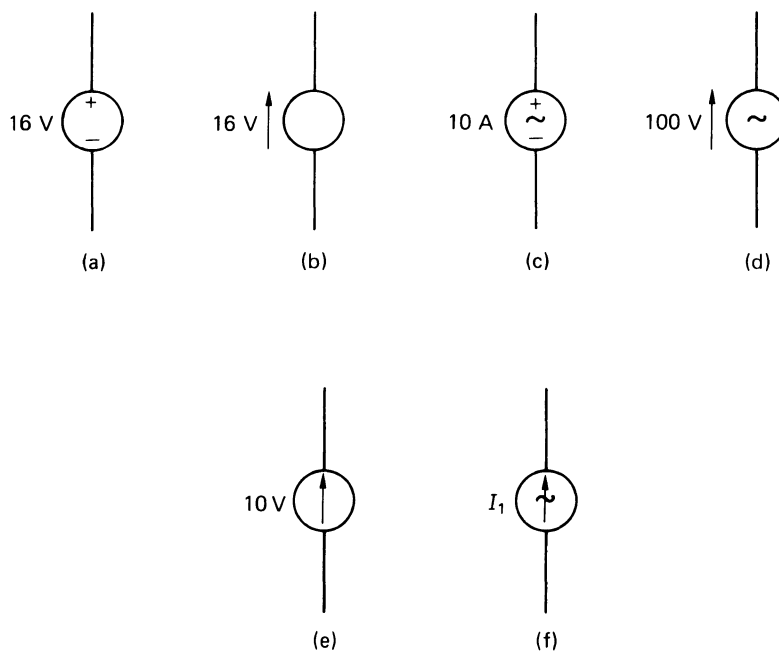 16 V + −
16 V
10 A + ~ −
100 V ~
(a) (b) (c) (d)
10 V
I₁ ~
(e) (f)